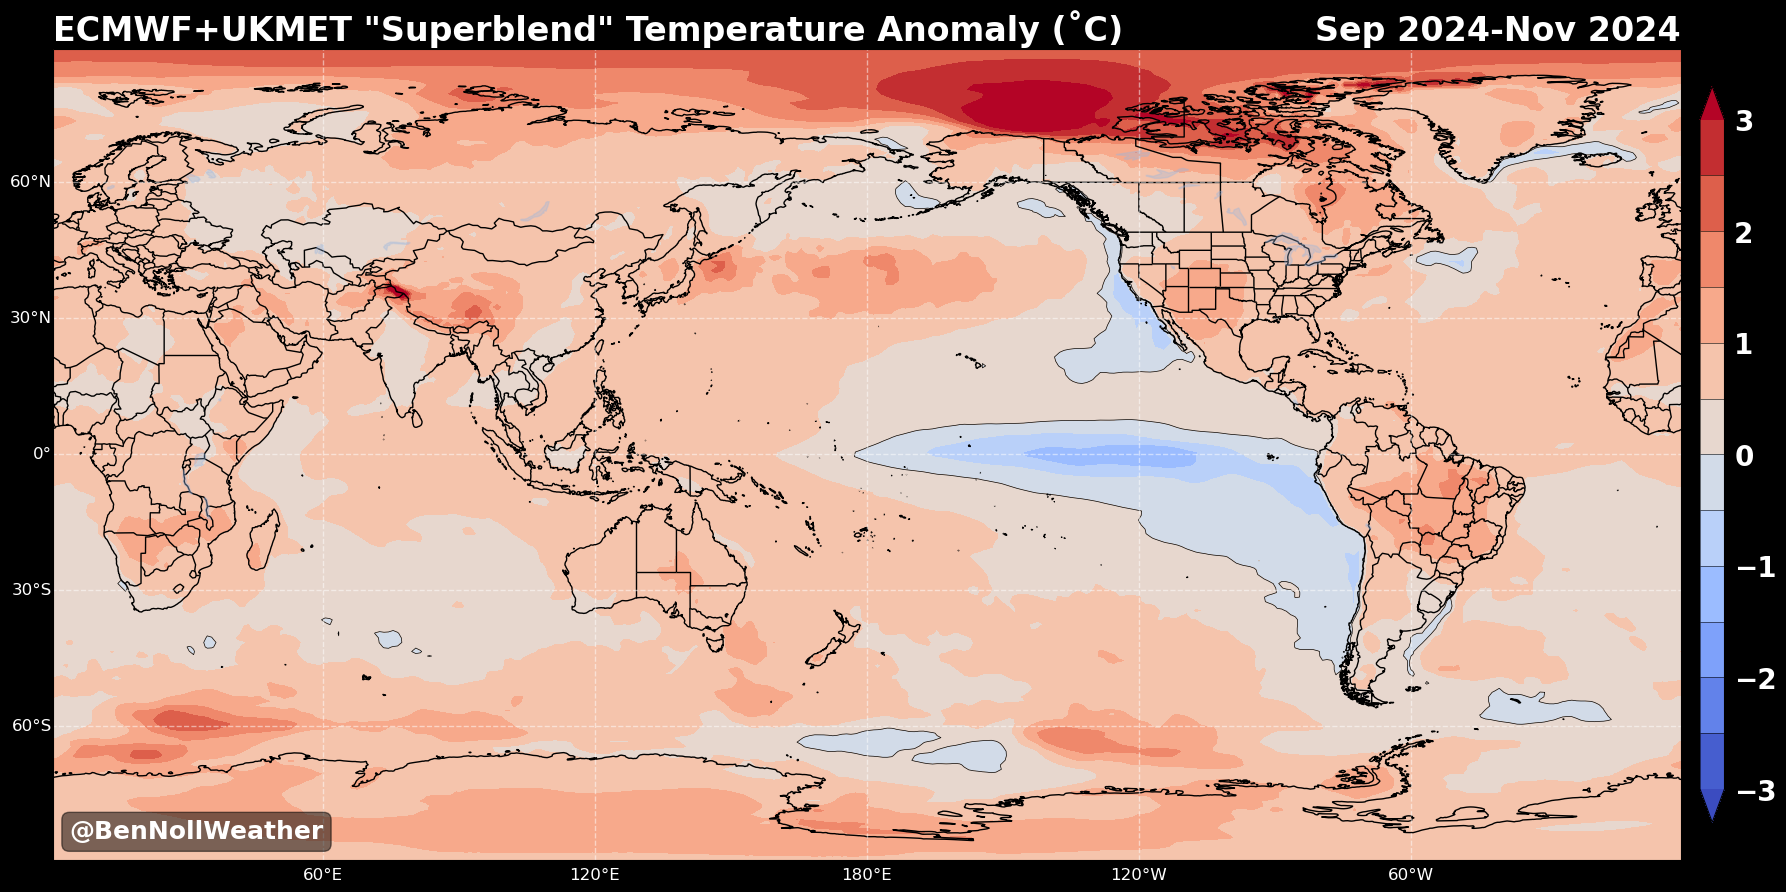 ECMWF+UKMET "Superblend" Temperature Anomaly (˚C) Sep 2024-Nov 2024
60°N
30°N
0°
30°S
60°S
3
2
1
0
−1
−2
−3
@BenNollWeather
60°E 120°E 180°E 120°W 60°W